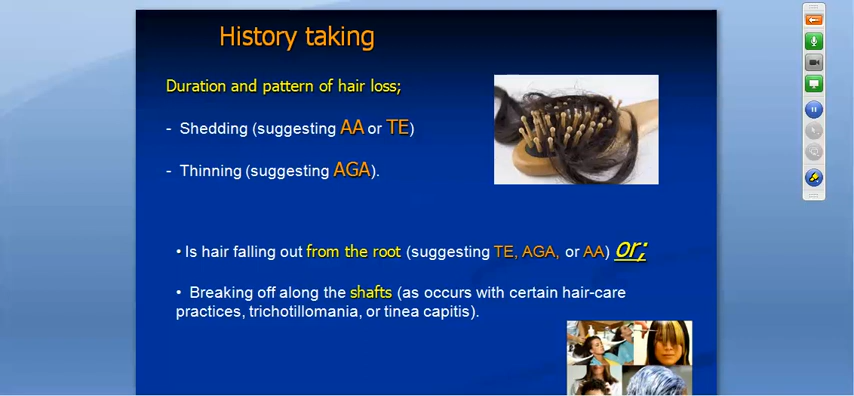 History taking
Duration and pattern of hair loss;
- Shedding (suggesting AA or TE)
- Thinning (suggesting AGA).
• Is hair falling out from the root (suggesting TE, AGA, or AA) or;
• Breaking off along the shafts (as occurs with certain hair-care
practices, trichotillomania, or tinea capitis).